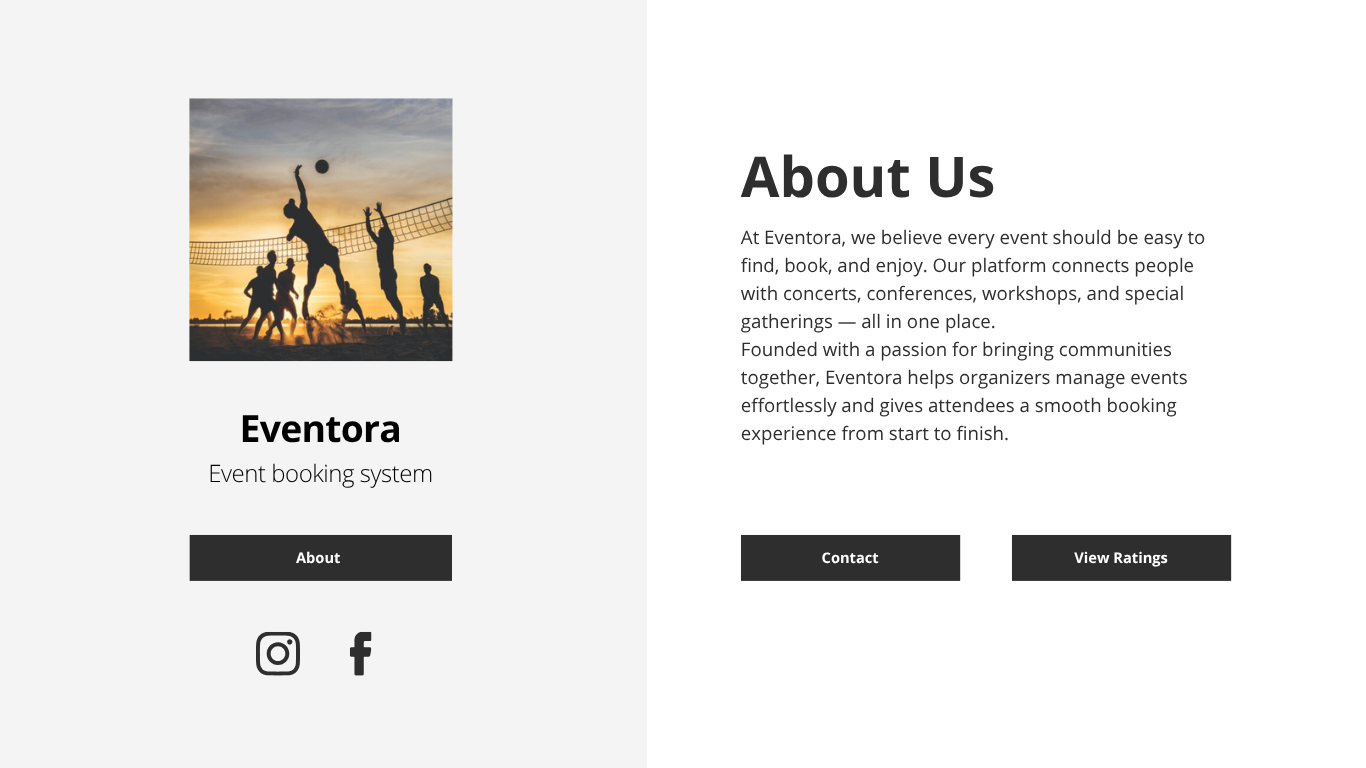 Eventora
Event booking system
About
About Us
At Eventora, we believe every event should be easy to
find, book, and enjoy. Our platform connects people
with concerts, conferences, workshops, and special
gatherings — all in one place.
Founded with a passion for bringing communities
together, Eventora helps organizers manage events
effortlessly and gives attendees a smooth booking
experience from start to finish.
Contact
View Ratings